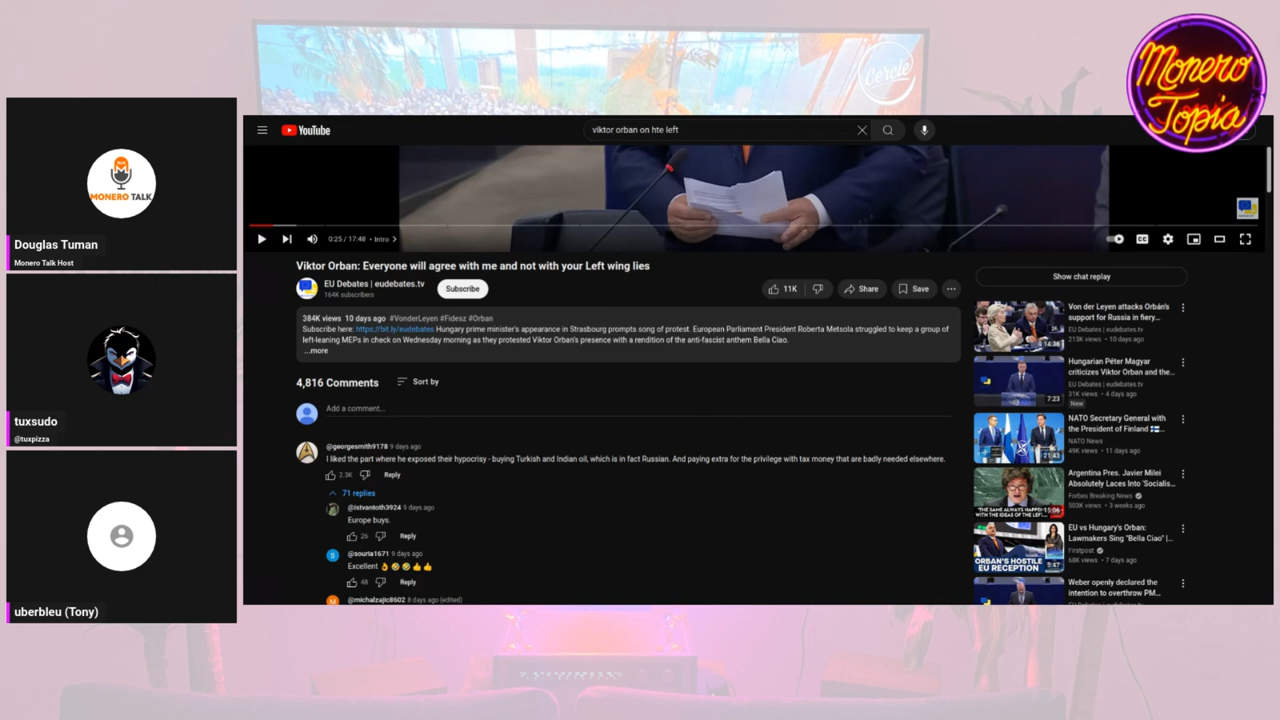 Cercle
Monero
Topia
MONERO TALK
Douglas Tuman
Monero Talk Host
tuxsudo
@tuxpizza
uberbleu (Tony)
YouTube
viktor orban on hte left
0:25 / 17:48 • Intro
CC
Viktor Orban: Everyone will agree with me and not with your Left wing lies
EU Debates | eudebates.tv
164K subscribers
Subscribe
11K
Share
Save
384K views 10 days ago #VonderLeyen #Fidesz #Orban
Subscribe here: https://bit.ly/eudebates Hungary prime minister's appearance in Strasbourg prompts song of protest. European Parliament President Roberta Metsola struggled to keep a group of
left-leaning MEPs in check on Wednesday morning as they protested Viktor Orban's presence with a rendition of the anti-fascist anthem Bella Ciao.
...more
4,816 Comments
Sort by
Add a comment...
@georgesmith9178 9 days ago
I liked the part where he exposed their hypocrisy - buying Turkish and Indian oil, which is in fact Russian. And paying extra for the privilege with tax money that are badly needed elsewhere.
2.3K
Reply
71 replies
@istvantoth3924 9 days ago
Europe buys.
26
Reply
S
@souria1671 9 days ago
Excellent 👌 🤣 🤣 👍 👍
48
Reply
M
@michalzajic8602 8 days ago (edited)
Show chat replay
14:36
Von der Leyen attacks Orbán's
support for Russia in fiery...
EU Debates | eudebates.tv
213K views • 10 days ago
7:23
Hungarian Péter Magyar
criticizes Viktor Orban and the...
EU Debates | eudebates.tv
31K views • 4 days ago
New
21:43
NATO Secretary General with
the President of Finland 🇫🇮...
NATO News
49K views • 11 days ago
"THE SAME ALWAYS HAPPEN
WITH THE IDEAS OF THE LEF
15:06
Argentina Pres. Javier Milei
Absolutely Laces Into 'Socialis...
Forbes Breaking News
503K views • 3 weeks ago
ORBAN'S HOSTILE
EU RECEPTION
5:47
EU vs Hungary's Orban:
Lawmakers Sing "Bella Ciao" |...
Firstpost
68K views • 7 days ago
Weber openly declared the
intention to overthrow PM...